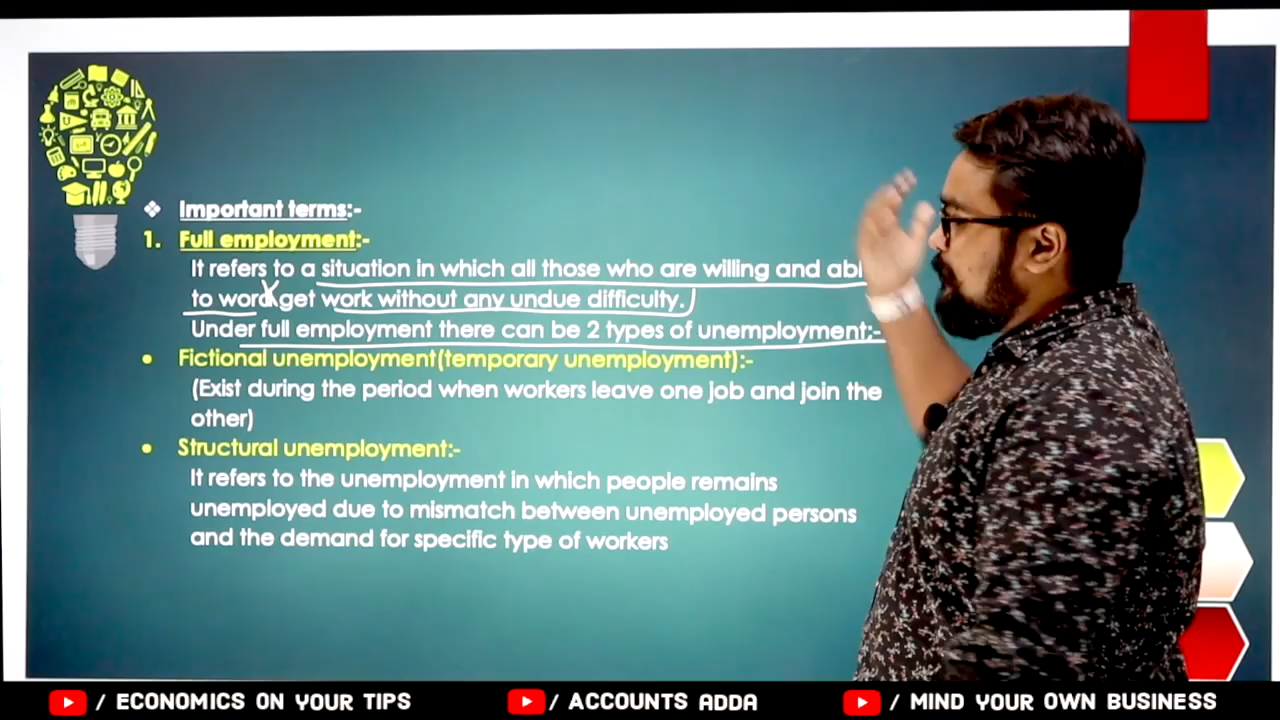 ❖ Important terms:-
1. Full employment:-
It refers to a situation in which all those who are willing and abl
to word get work without any undue difficulty.
Under full employment there can be 2 types of unemployment:-
• Fictional unemployment(temporary unemployment):-
(Exist during the period when workers leave one job and join the
other)
• Structural unemployment:-
It refers to the unemployment in which people remains
unemployed due to mismatch between unemployed persons
and the demand for specific type of workers
/ ECONOMICS ON YOUR TIPS / ACCOUNTS ADDA / MIND YOUR OWN BUSINESS